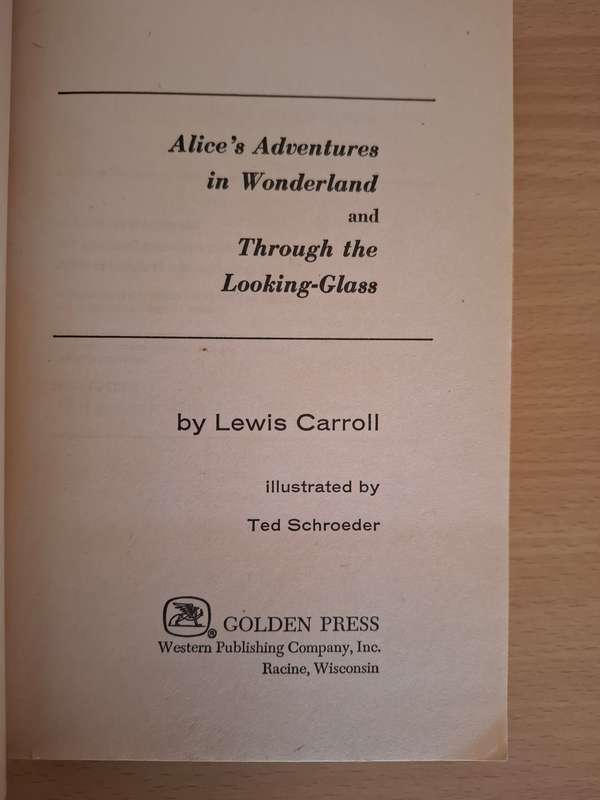 Alice's Adventures
in Wonderland
and
Through the
Looking-Glass
by Lewis Carroll
illustrated by
Ted Schroeder
® GOLDEN PRESS
Western Publishing Company, Inc.
Racine, Wisconsin